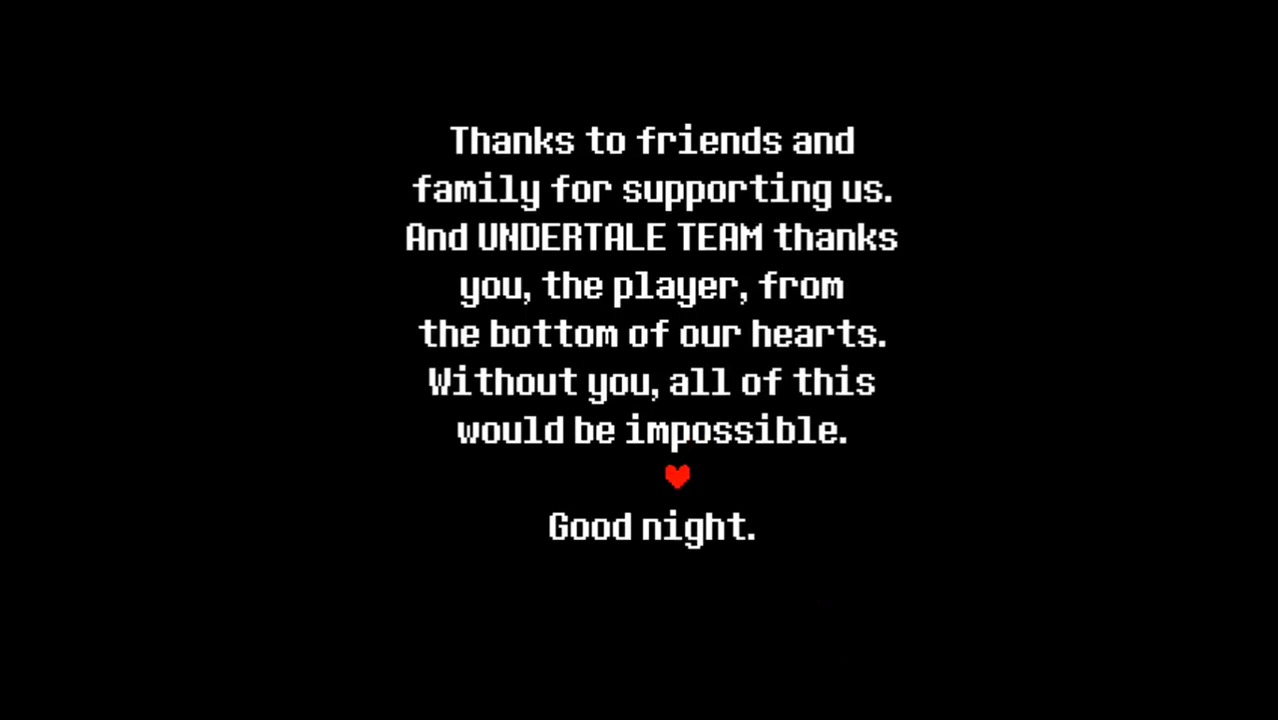 Thanks to friends and
family for supporting us.
And UNDERTALE TEAM thanks
you, the player, from
the bottom of our hearts.
Without you, all of this
would be impossible.
Good night.